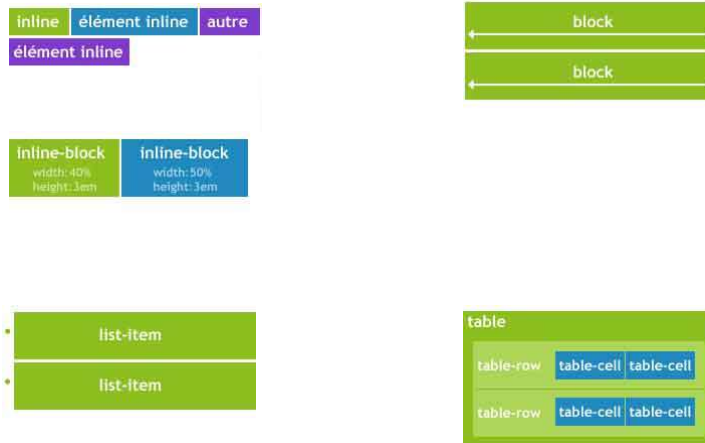 inline élément inline autre
élément inline
block
block
inline-block inline-block
width:40% width:50%
height:3em height:3em
list-item
list-item
table
table-row table-cell table-cell
table-row table-cell table-cell